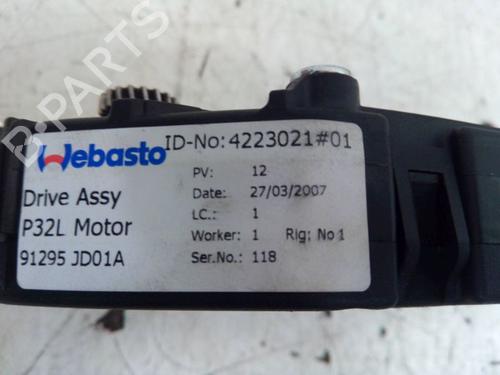 B-PARTS
Webasto
ID-No: 4223021#01
Drive Assy
P32L Motor
91295 JD01A
PV: 12
Date: 27/03/2007
LC.: 1
Worker: 1 Rig: No 1
Ser.No.: 118